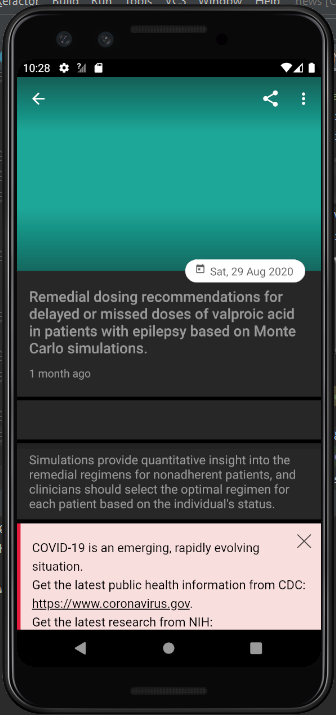 Refactor Build Run Tools VCS Window Help news
10:28
Sat, 29 Aug 2020
Remedial dosing recommendations for
delayed or missed doses of valproic acid
in patients with epilepsy based on Monte
Carlo simulations.
1 month ago
Simulations provide quantitative insight into the
remedial regimens for nonadherent patients, and
clinicians should select the optimal regimen for
each patient based on the individual's status.
COVID-19 is an emerging, rapidly evolving
situation.
Get the latest public health information from CDC:
https://www.coronavirus.gov.
Get the latest research from NIH: